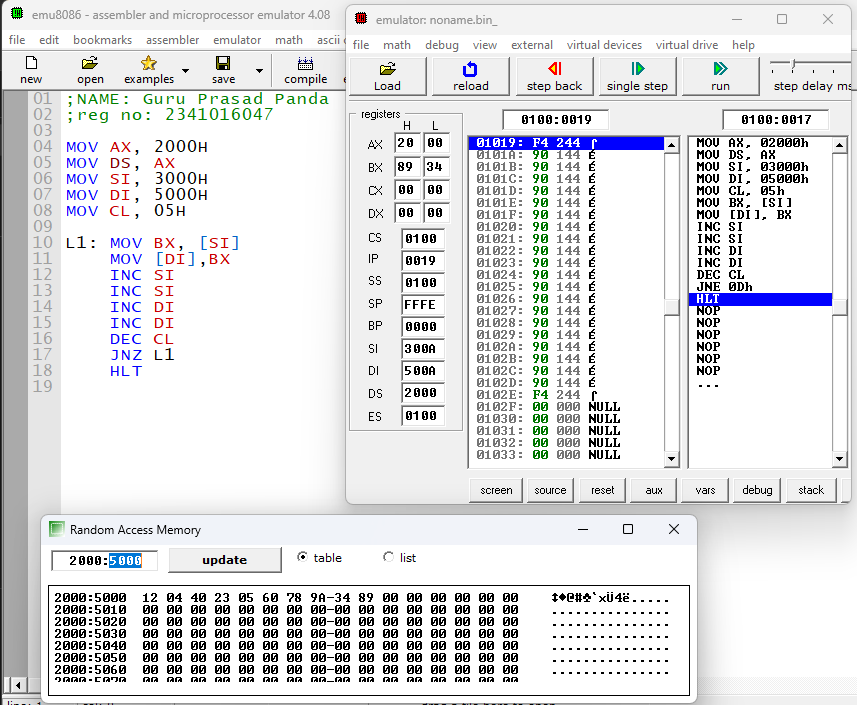 emu8086 - assembler and microprocessor emulator 4.08
file edit bookmarks assembler emulator math ascii c
new open examples save compile
01 ;NAME: Guru Prasad Panda
02 ;reg no: 2341016047
03
04 MOV AX, 2000H
05 MOV DS, AX
06 MOV SI, 3000H
07 MOV DI, 5000H
08 MOV CL, 05H
09
10 L1: MOV BX, [SI]
11 MOV [DI],BX
12 INC SI
13 INC SI
14 INC DI
15 INC DI
16 DEC CL
17 JNZ L1
18 HLT
19
emulator: noname.bin_
file math debug view external virtual devices virtual drive help
Load reload step back single step run step delay ms
registers
H L
AX 20 00
BX 89 34
CX 00 00
DX 00 00
CS 0100
IP 0019
SS 0100
SP FFFE
BP 0000
SI 300A
DI 500A
DS 2000
ES 0100
0100:0019
01019: F4 244 ⌠
0101A: 90 144 É
0101B: 90 144 É
0101C: 90 144 É
0101D: 90 144 É
0101E: 90 144 É
0101F: 90 144 É
01020: 90 144 É
01021: 90 144 É
01022: 90 144 É
01023: 90 144 É
01024: 90 144 É
01025: 90 144 É
01026: 90 144 É
01027: 90 144 É
01028: 90 144 É
01029: 90 144 É
0102A: 90 144 É
0102B: 90 144 É
0102C: 90 144 É
0102D: 90 144 É
0102E: F4 244 ⌠
0102F: 00 000 NULL
01030: 00 000 NULL
01031: 00 000 NULL
01032: 00 000 NULL
01033: 00 000 NULL
0100:0017
MOV AX, 02000h
MOV DS, AX
MOV SI, 03000h
MOV DI, 05000h
MOV CL, 05h
MOV BX, [SI]
MOV [DI], BX
INC SI
INC SI
INC DI
INC DI
DEC CL
JNE 0Dh
HLT
NOP
NOP
NOP
NOP
NOP
NOP
...
screen source reset aux vars debug stack
Random Access Memory
2000:5000 update table list
2000:5000 12 04 40 23 05 60 78 9A-34 89 00 00 00 00 00 00 ↕♦@#♣`xÜ4ë......
2000:5010 00 00 00 00 00 00 00 00-00 00 00 00 00 00 00 00 ................
2000:5020 00 00 00 00 00 00 00 00-00 00 00 00 00 00 00 00 ................
2000:5030 00 00 00 00 00 00 00 00-00 00 00 00 00 00 00 00 ................
2000:5040 00 00 00 00 00 00 00 00-00 00 00 00 00 00 00 00 ................
2000:5050 00 00 00 00 00 00 00 00-00 00 00 00 00 00 00 00 ................
2000:5060 00 00 00 00 00 00 00 00-00 00 00 00 00 00 00 00 ................
2000:5070 00 00 00 00 00 00 00 00-00 00 00 00 00 00 00 00